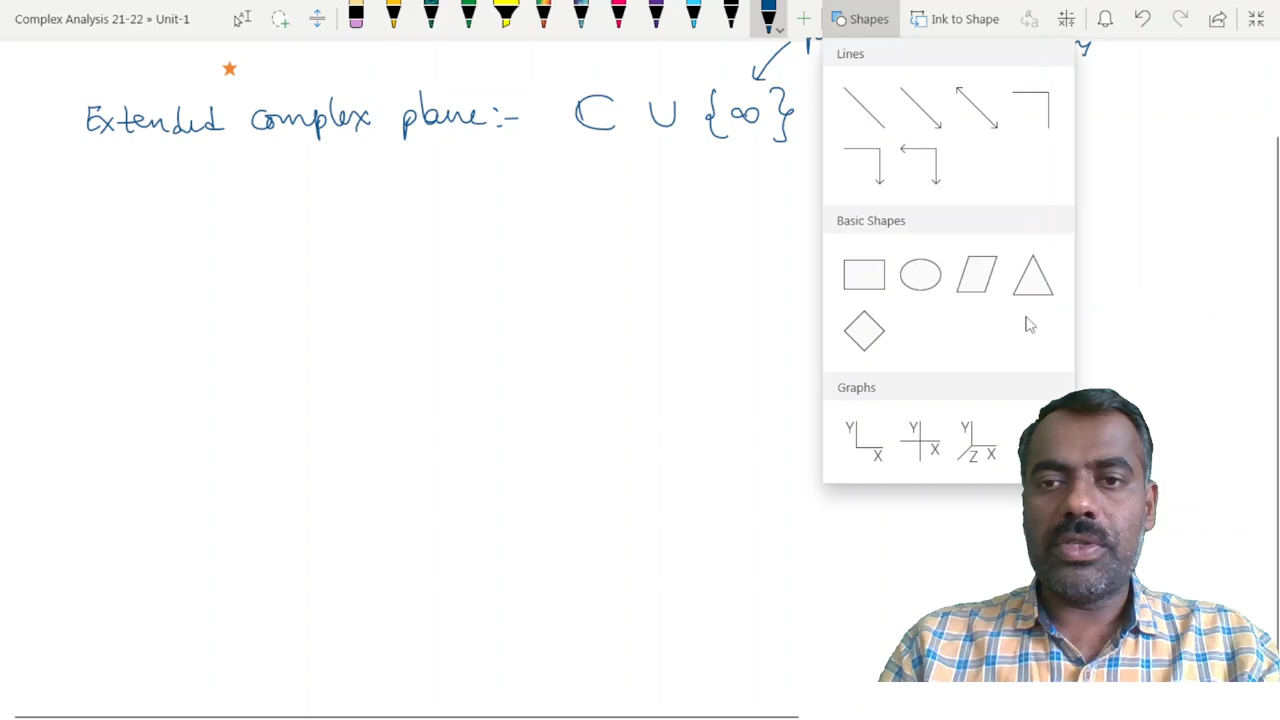 Complex Analysis 21-22 » Unit-1
Shapes
Ink to Shape
Lines
Extended complex plane:- ℂ ∪ {∞}
Basic Shapes
Graphs
Y X
Y X
Y Z X